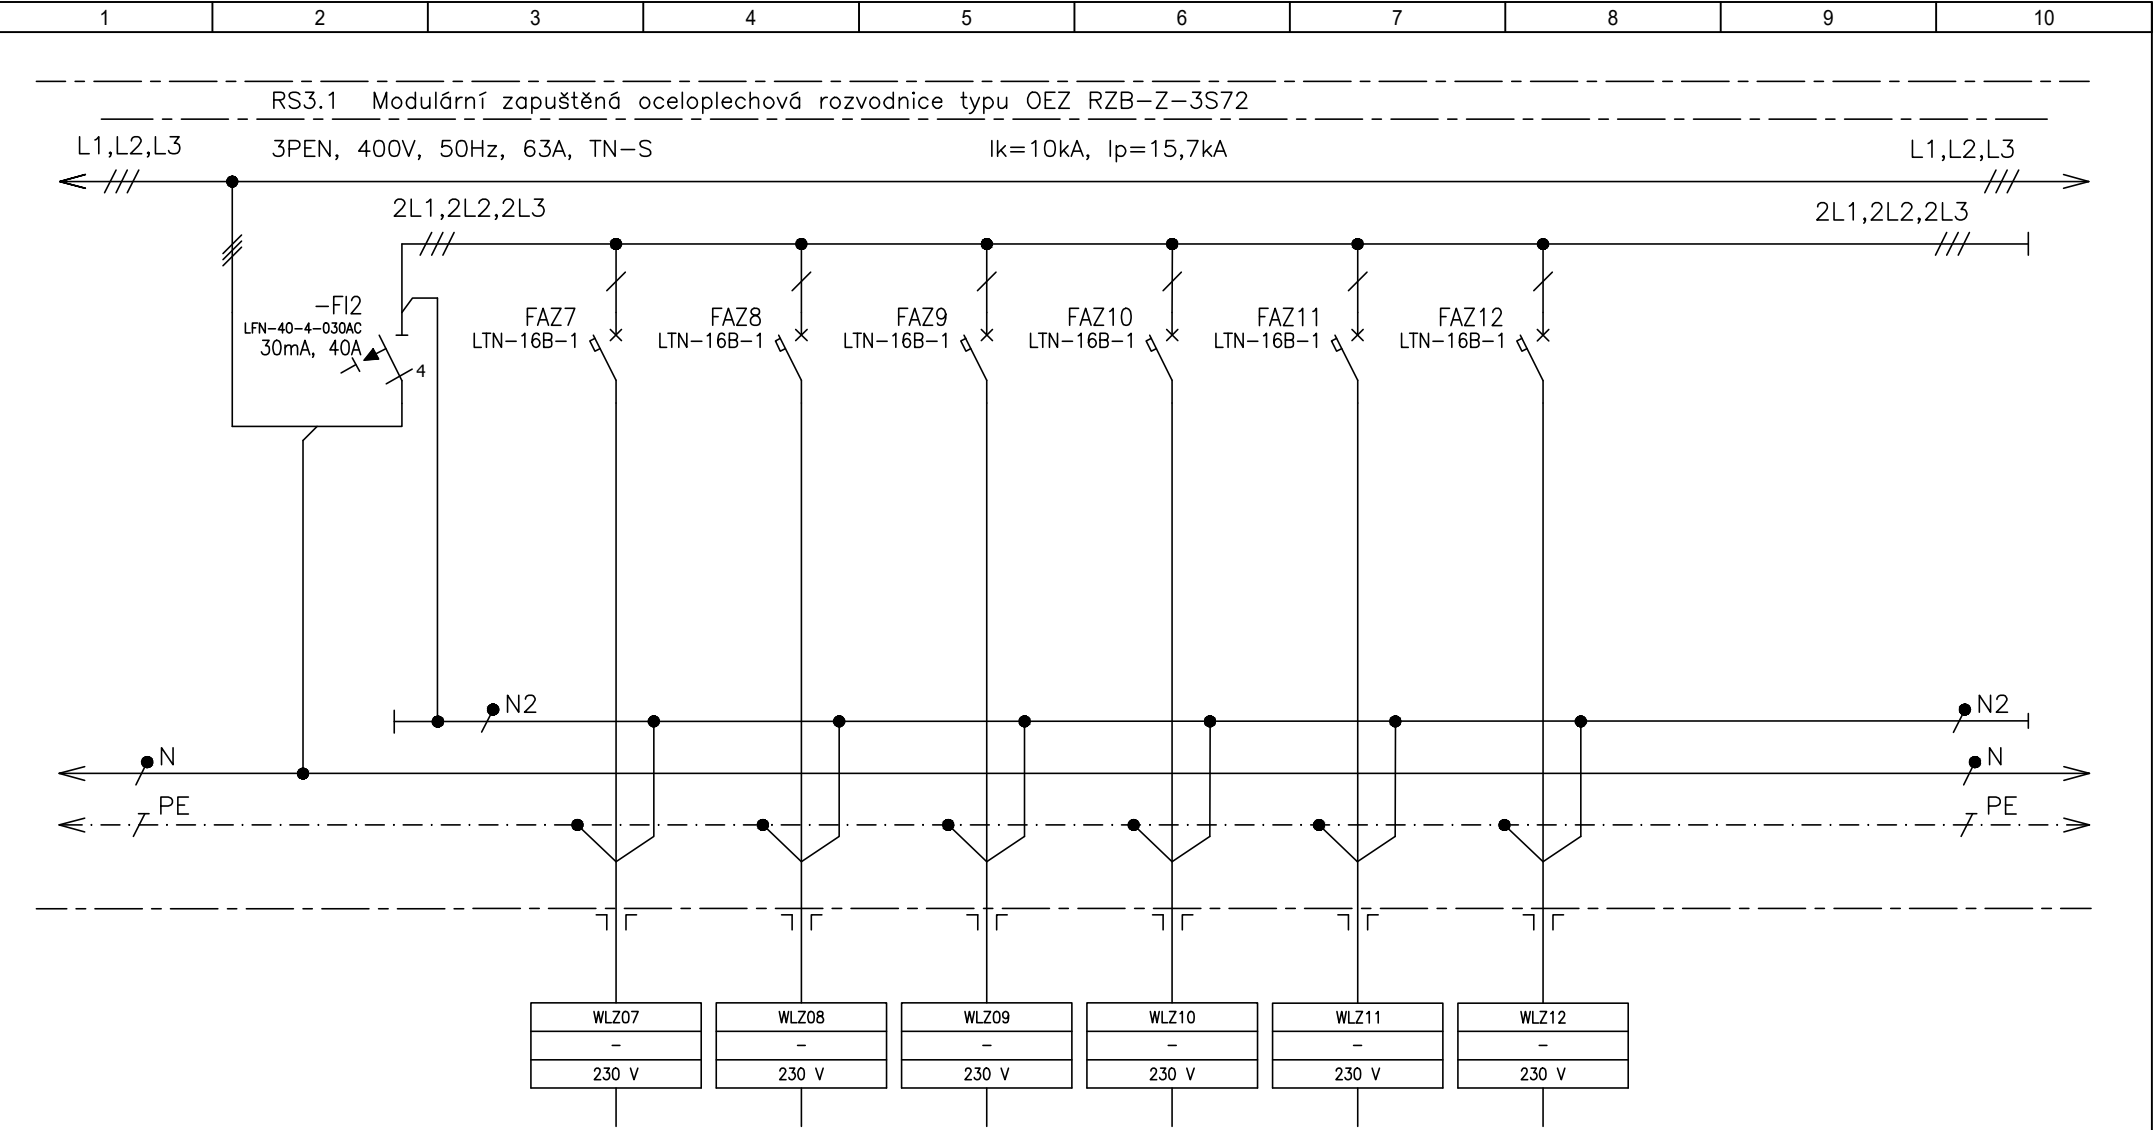 1 2 3 4 5 6 7 8 9 10
RS3.1 Modulární zapuštěná oceloplechová rozvodnice typu OEZ RZB-Z-3S72
L1,L2,L3 3PEN, 400V, 50Hz, 63A, TN-S Ik=10kA, Ip=15,7kA L1,L2,L3
2L1,2L2,2L3 2L1,2L2,2L3
-FI2
LFN-40-4-030AC
30mA, 40A
4
FAZ7
LTN-16B-1
FAZ8
LTN-16B-1
FAZ9
LTN-16B-1
FAZ10
LTN-16B-1
FAZ11
LTN-16B-1
FAZ12
LTN-16B-1
N2 N2
N N
PE PE
WLZ07 WLZ08 WLZ09 WLZ10 WLZ11 WLZ12
- - - - - -
230 V 230 V 230 V 230 V 230 V 230 V